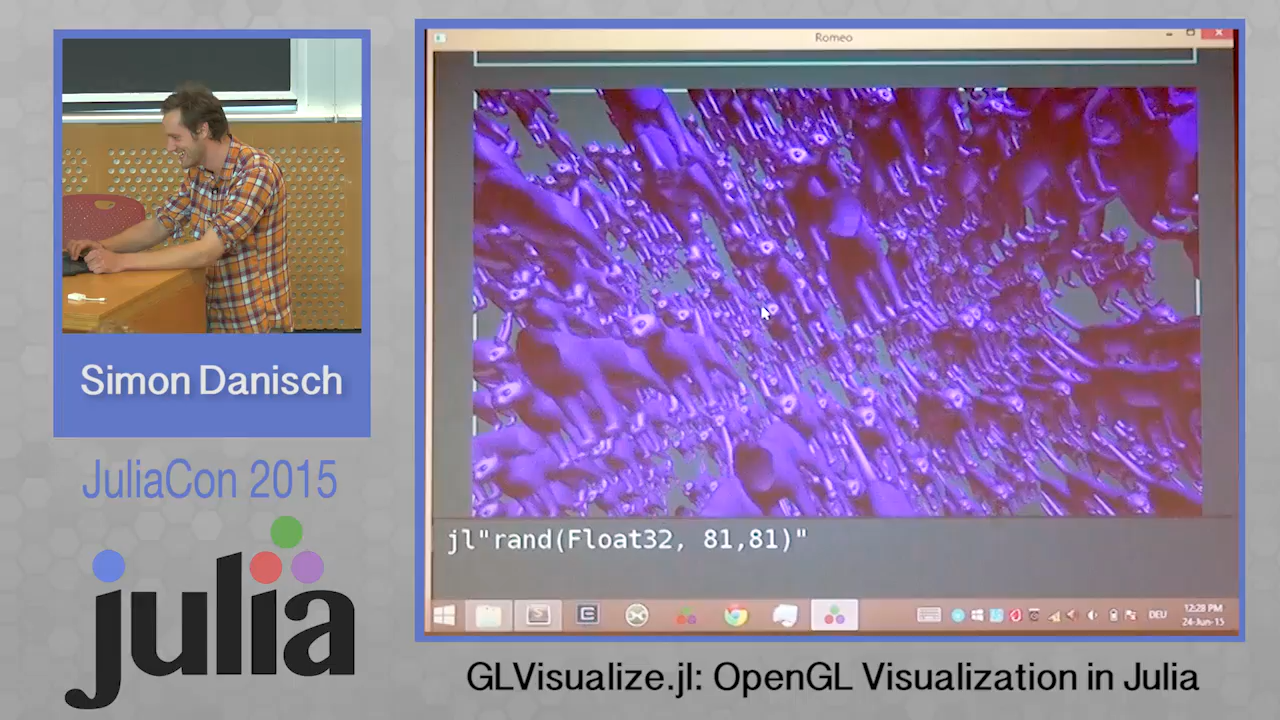 Simon Danisch
JuliaCon 2015
julia
Romeo
jl"rand(Float32, 81,81)"
DEU
12:28 PM
24-Jun-15
GLVisualize.jl: OpenGL Visualization in Julia